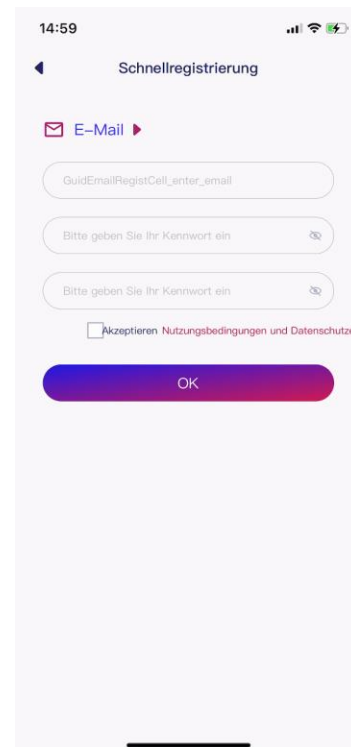 14:59
Schnellregistrierung
E-Mail
GuidEmailRegistCell_enter_email
Bitte geben Sie Ihr Kennwort ein
Bitte geben Sie Ihr Kennwort ein
Akzeptieren Nutzungsbedingungen und Datenschutze
OK